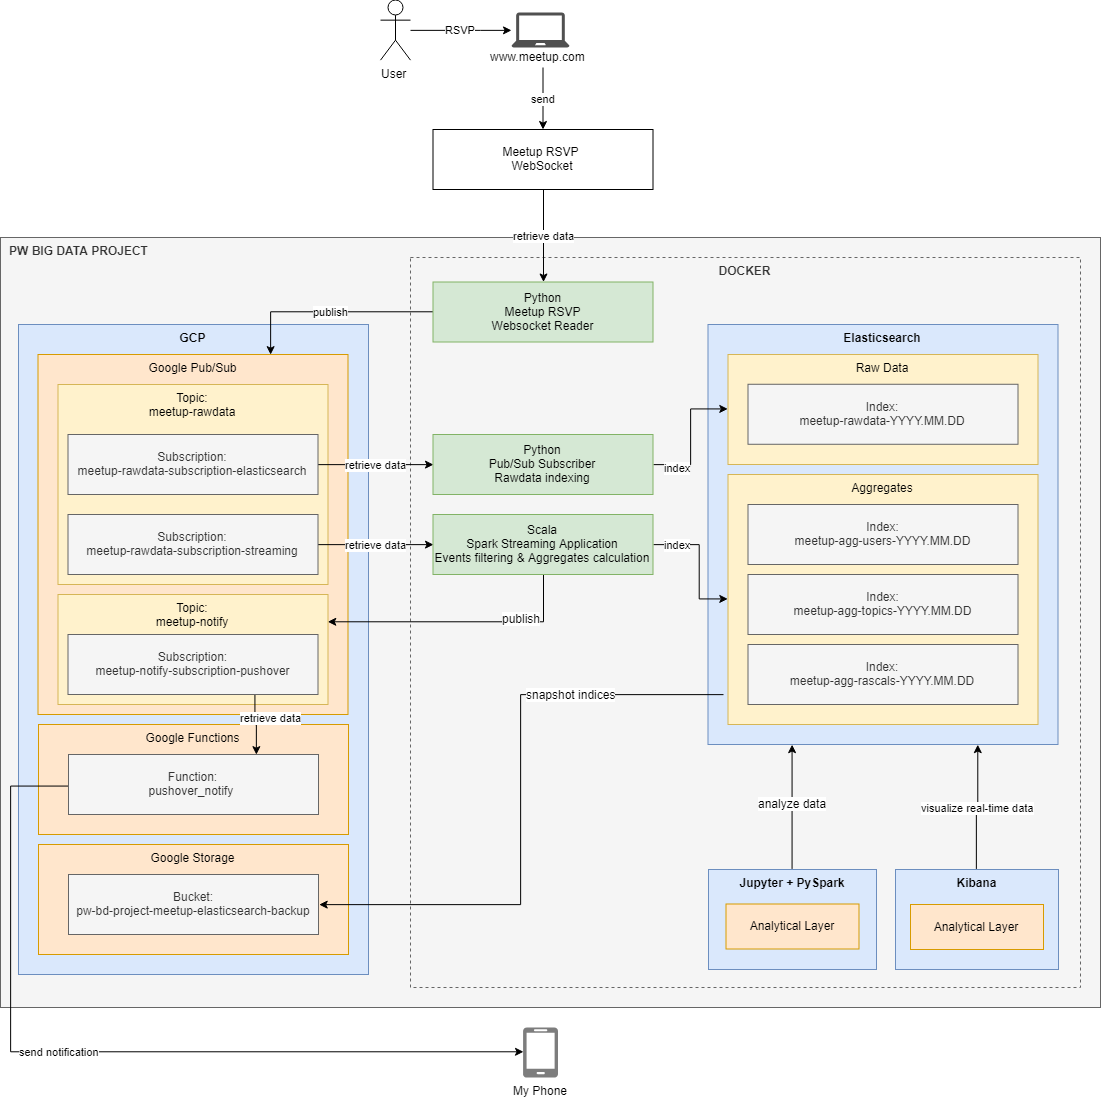 RSVP
www.meetup.com
User
send
Meetup RSVP
WebSocket
retrieve data
PW BIG DATA PROJECT
DOCKER
Python
Meetup RSVP
Websocket Reader
publish
GCP
Google Pub/Sub
Topic:
meetup-rawdata
Subscription:
meetup-rawdata-subscription-elasticsearch
retrieve data
Subscription:
meetup-rawdata-subscription-streaming
retrieve data
Topic:
meetup-notify
Subscription:
meetup-notify-subscription-pushover
retrieve data
Google Functions
Function:
pushover_notify
Google Storage
Bucket:
pw-bd-project-meetup-elasticsearch-backup
Python
Pub/Sub Subscriber
Rawdata indexing
index
Scala
Spark Streaming Application
Events filtering & Aggregates calculation
index
publish
snapshot indices
Elasticsearch
Raw Data
Index:
meetup-rawdata-YYYY.MM.DD
Aggregates
Index:
meetup-agg-users-YYYY.MM.DD
Index:
meetup-agg-topics-YYYY.MM.DD
Index:
meetup-agg-rascals-YYYY.MM.DD
analyze data
visualize real-time data
Jupyter + PySpark
Analytical Layer
Kibana
Analytical Layer
send notification
My Phone